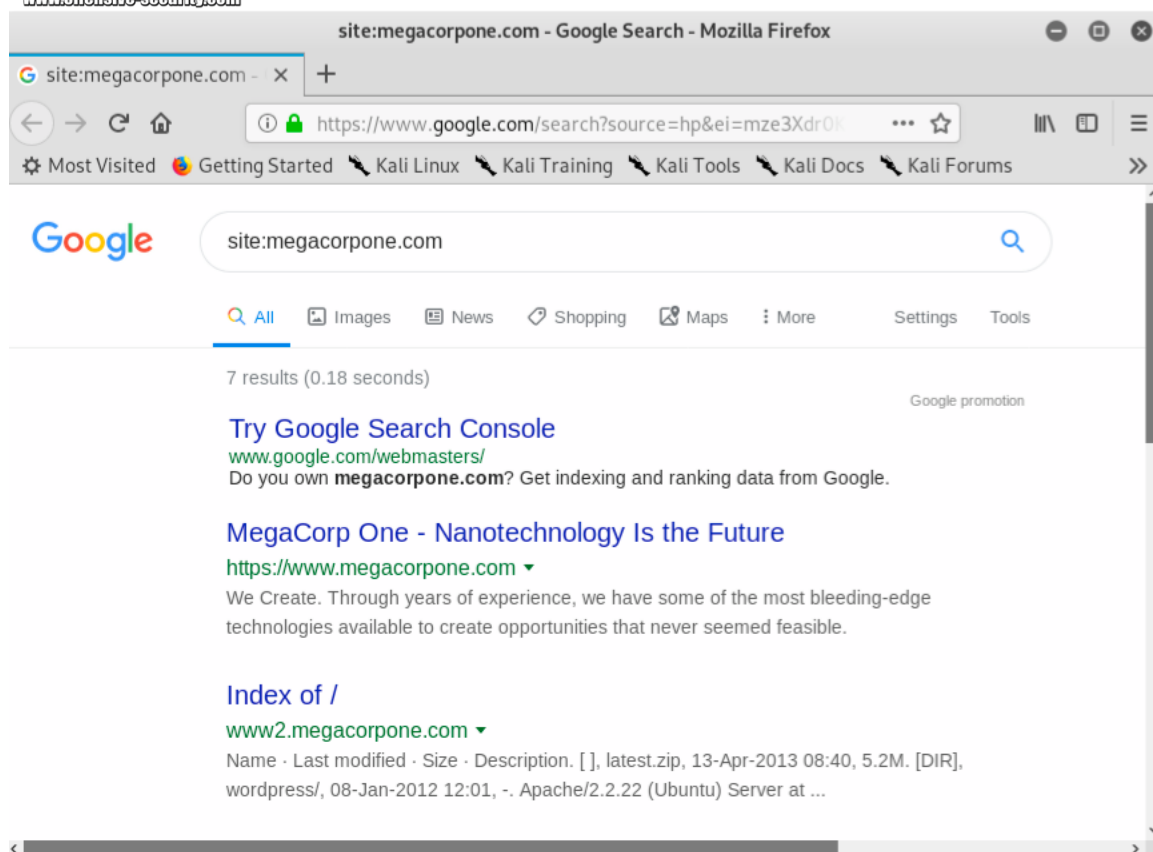 www.offensive-security.com
site:megacorpone.com - Google Search - Mozilla Firefox
site:megacorpone.com -
https://www.google.com/search?source=hp&ei=mze3Xdr0
Most Visited Getting Started Kali Linux Kali Training Kali Tools Kali Docs Kali Forums
Google site:megacorpone.com
All Images News Shopping Maps More Settings Tools
7 results (0.18 seconds)
Google promotion
Try Google Search Console
www.google.com/webmasters/
Do you own megacorpone.com? Get indexing and ranking data from Google.
MegaCorp One - Nanotechnology Is the Future
https://www.megacorpone.com
We Create. Through years of experience, we have some of the most bleeding-edge
technologies available to create opportunities that never seemed feasible.
Index of /
www2.megacorpone.com
Name · Last modified · Size · Description. [ ], latest.zip, 13-Apr-2013 08:40, 5.2M. [DIR],
wordpress/, 08-Jan-2012 12:01, -. Apache/2.2.22 (Ubuntu) Server at ...